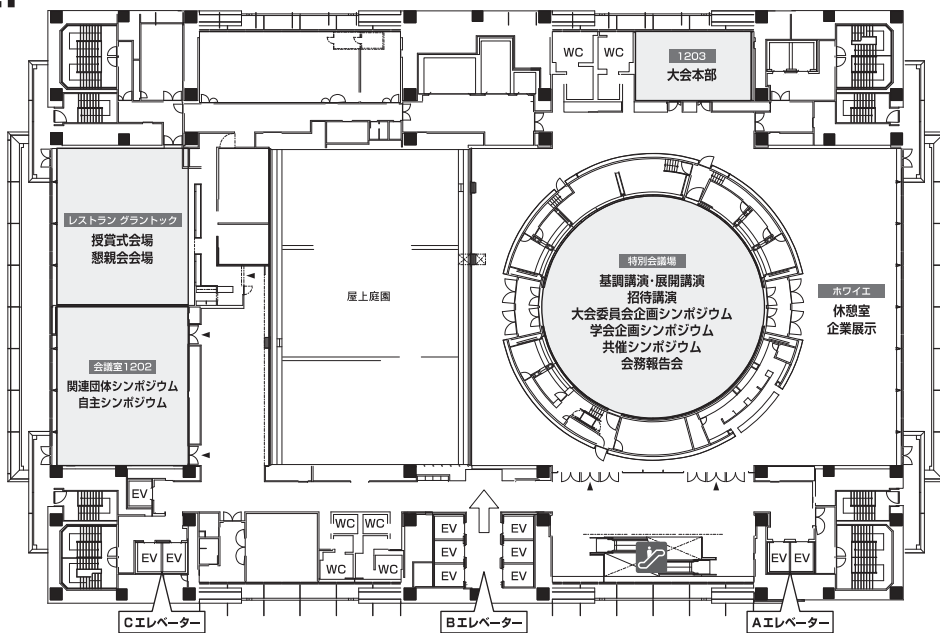 WC
WC
1203
大会本部
レストラン グラントック
授賞式会場
懇親会会場
屋上庭園
特別会議場
基調講演・展開講演
招待講演
大会委員会企画シンポジウム
学会企画シンポジウム
共催シンポジウム
会務報告会
ホワイエ
休憩室
企業展示
会議室1202
関連団体シンポジウム
自主シンポジウム
EV
EV
EV
WC
WC
WC
WC
EV
EV
EV
EV
EV
EV
EV
EV
Cエレベーター
Bエレベーター
Aエレベーター